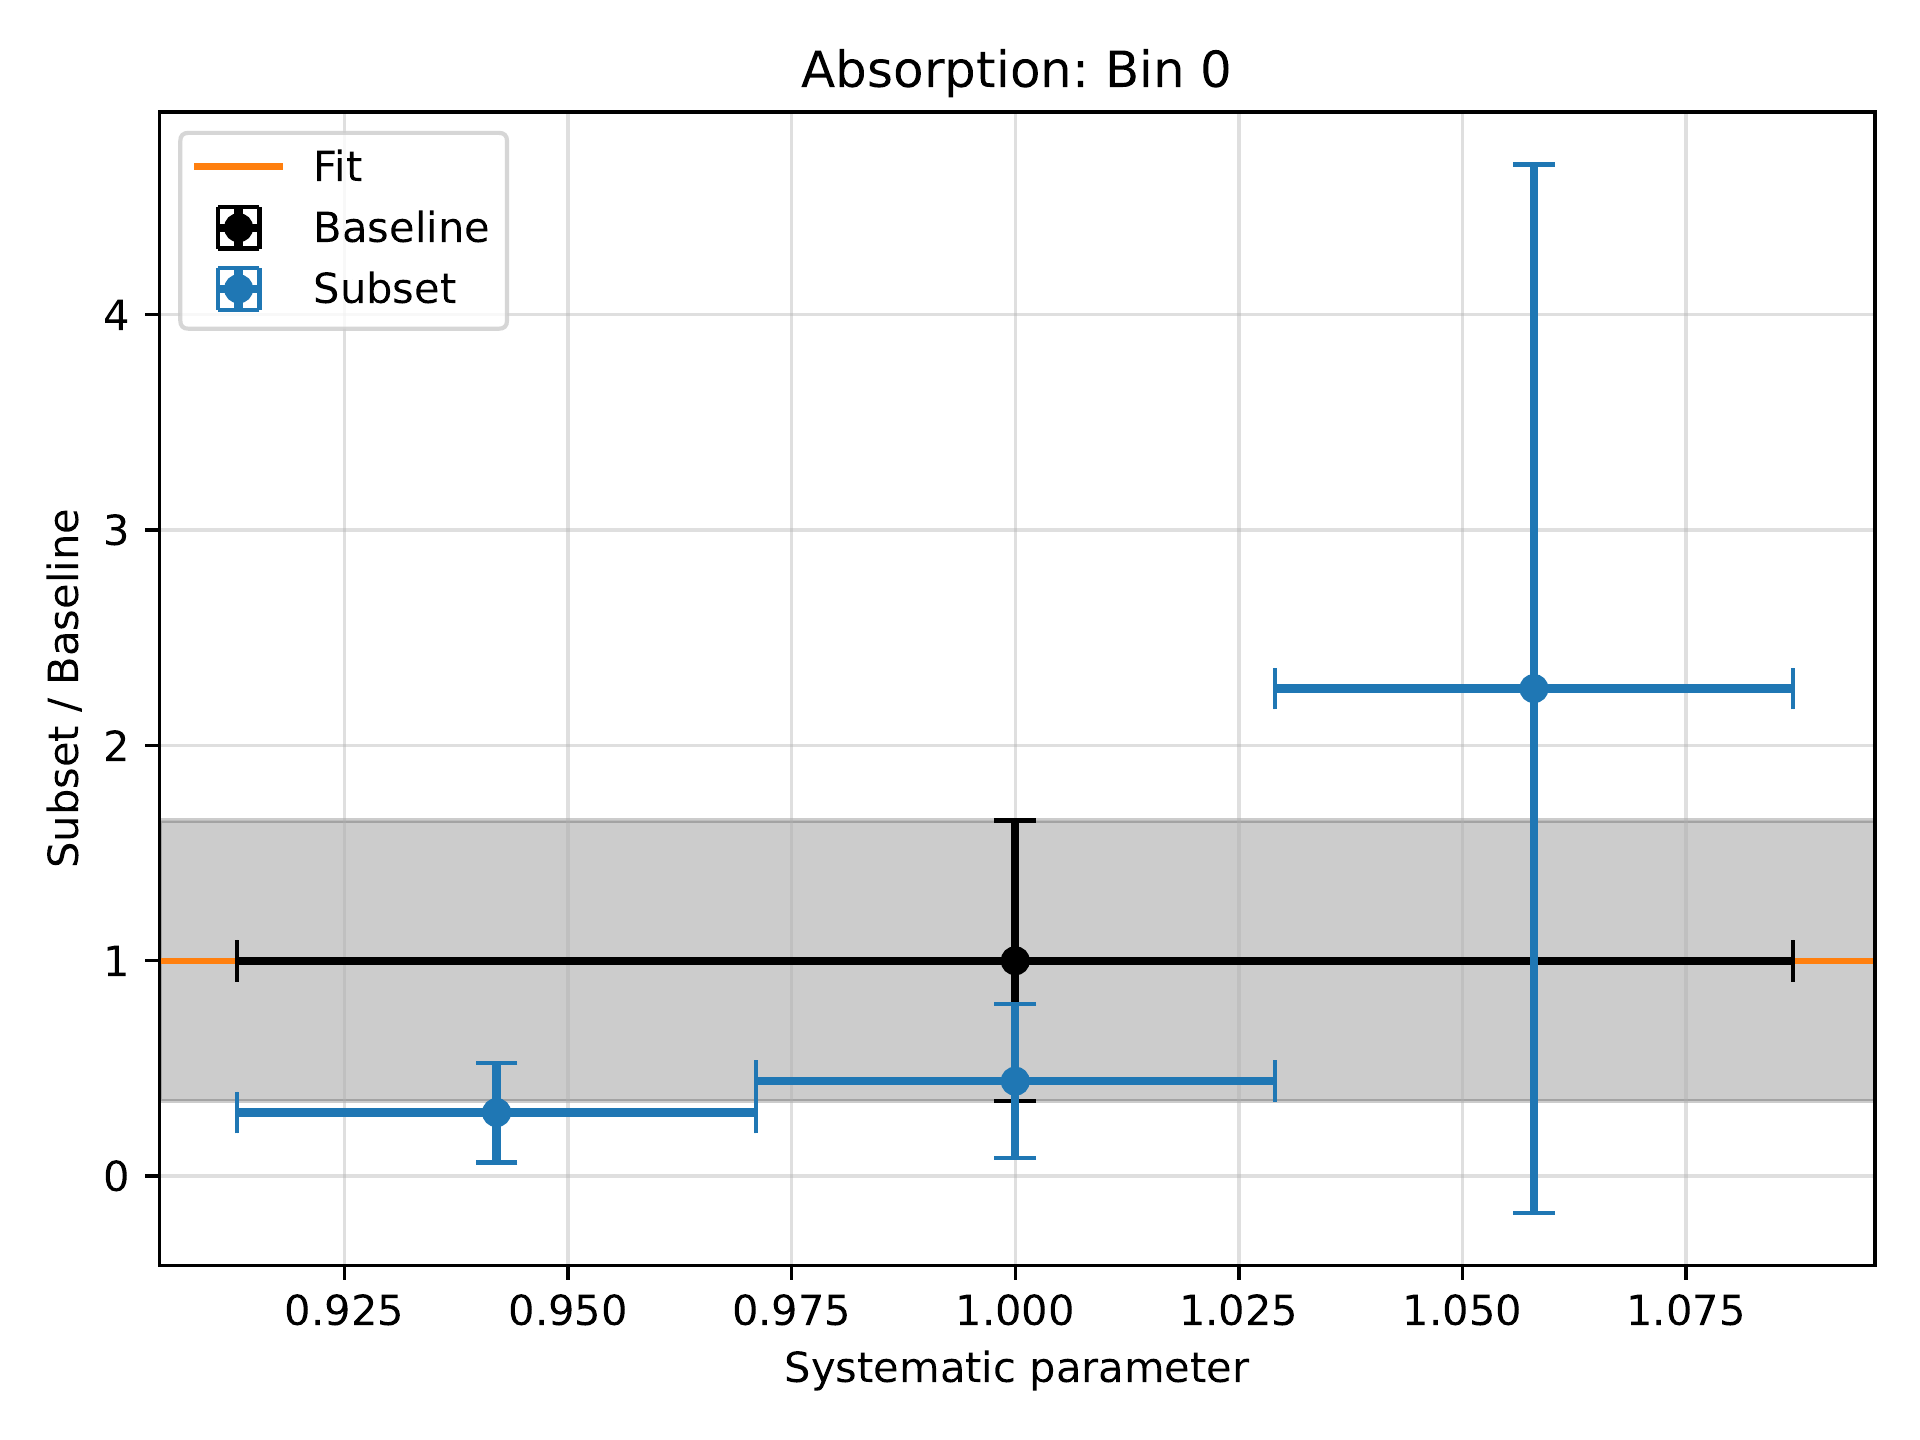 Absorption: Bin 0
Fit
Baseline
Subset
Subset / Baseline
4
3
2
1
0
0.925 0.950 0.975 1.000 1.025 1.050 1.075
Systematic parameter